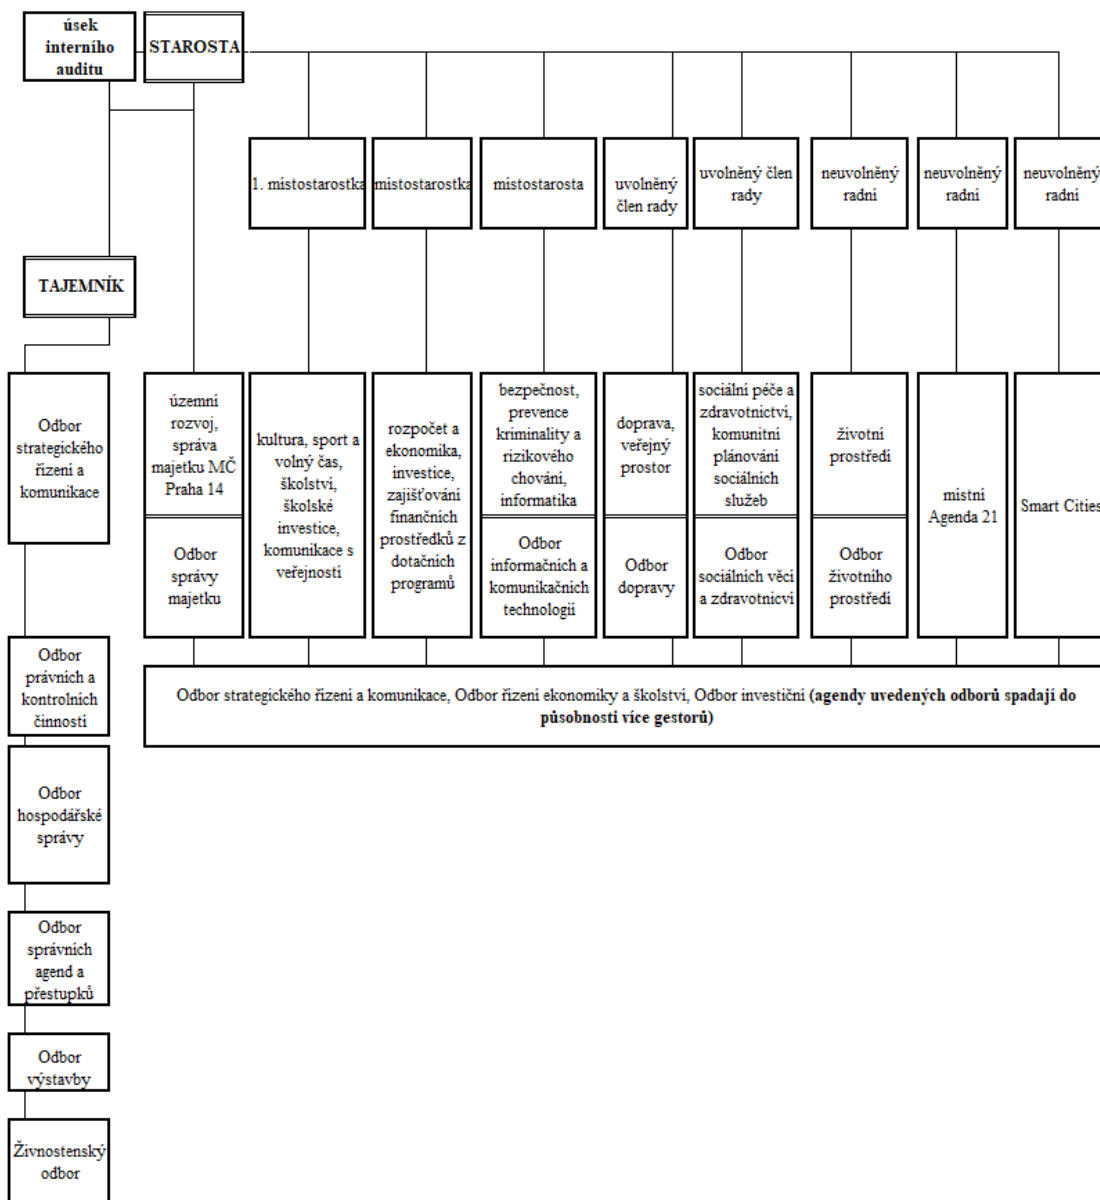 úsek
interního
auditu
STAROSTA
1. mistostarostka
mistostarostka
mistostarosta
uvolněný
člen rady
uvolněný člen
rady
neuvolněný
radní
neuvolněný
radní
neuvolněný
radní
TAJEMNÍK
Odbor
strategického
řízení a
komunikace
územní
rozvoj,
správa
majetku MČ
Praha 14
Odbor
správy
majetku
kultura, sport a
volný čas,
školství,
školské
investice,
komunikace s
veřejností
rozpočet a
ekonomika,
investice,
zajišťování
finančních
prostředků z
dotačních
programů
bezpečnost,
prevence
kriminality a
rizikového
chování,
informatika
Odbor
informačních a
komunikačních
technologií
doprava,
veřejný
prostor
Odbor
dopravy
sociální péče a
zdravotnictví,
komunitní
plánování
sociálních
služeb
Odbor
sociálních věcí
a zdravotnicví
životní
prostředí
Odbor
životního
prostředí
místní
Agenda 21
Smart Cities
Odbor
právních a
kontrolních
činností
Odbor strategického řízení a komunikace, Odbor řízení ekonomiky a školství, Odbor investiční (agendy uvedených odborů spadají do
působnosti více gestorů)
Odbor
hospodářské
správy
Odbor
správních
agend a
přestupků
Odbor
výstavby
Živnostenský
odbor